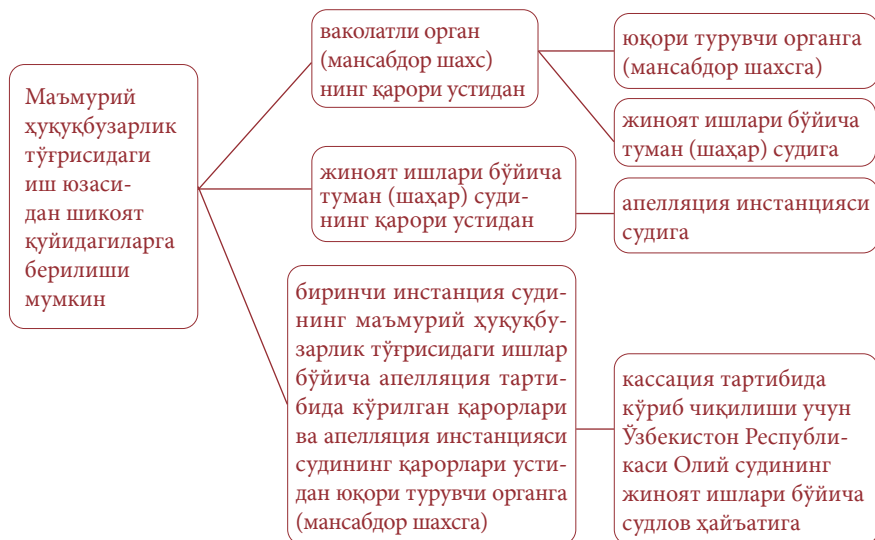 Маъмурий
ҳуқуқбузарлик
тўғрисидаги
иш юзаси-
дан шикоят
қуйидагиларга
берилиши
мумкин
ваколатли орган
(мансабдор шахс)
нинг қарори устидан
юқори турувчи органга
(мансабдор шахсга)
жиноят ишлари бўйича
туман (шаҳар) судига
жиноят ишлари бўйича
туман (шаҳар) суди-
нинг қарори устидан
апелляция инстанцияси
судига
биринчи инстанция суди-
нинг маъмурий ҳуқуқбу-
зарлик тўғрисидаги ишлар
бўйича апелляция тарти-
бида кўрилган қарорлари
ва апелляция инстанцияси
судининг қарорлари усти-
дан юқори турувчи органга
(мансабдор шахсга)
кассация тартибида
кўриб чиқилиши учун
Ўзбекистон Республи-
каси Олий судининг
жиноят ишлари бўйича
судлов ҳайъатига